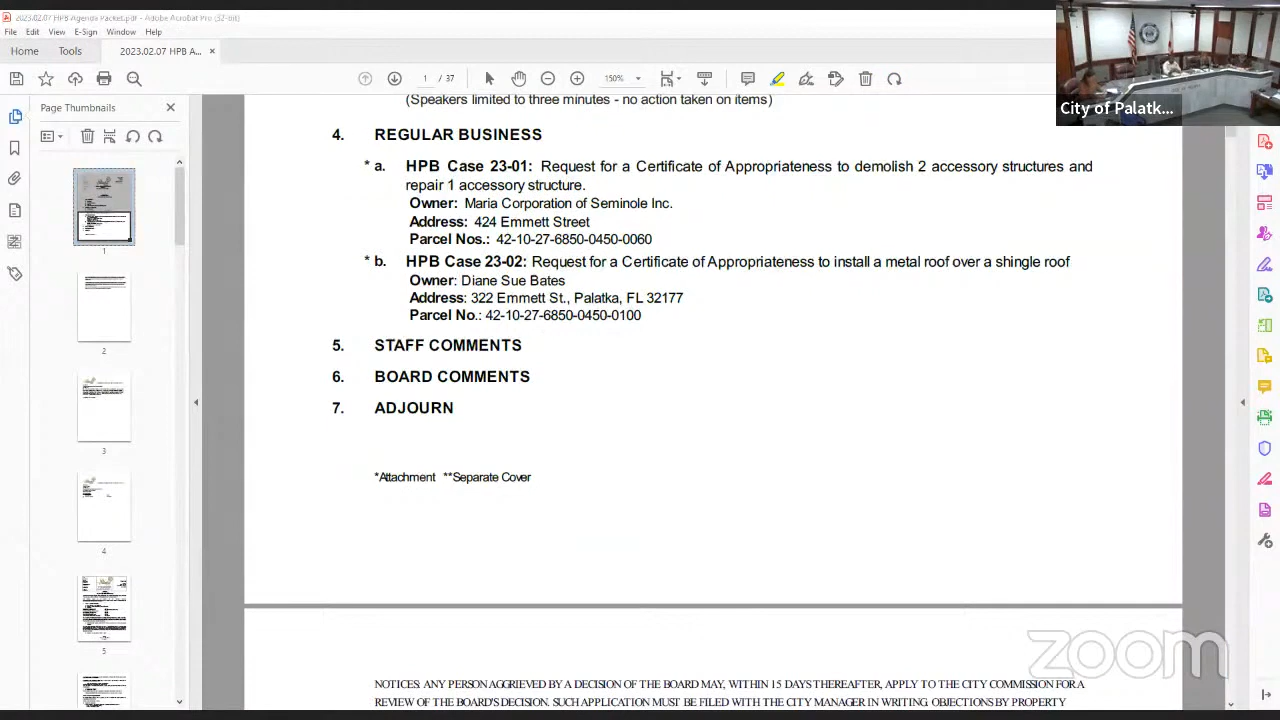 2023.02.07 HPB Agenda Packet.pdf - Adobe Acrobat Pro (32-bit)
File Edit View E-Sign Window Help
Home Tools 2023.02.07 HPB A... ×
1 / 37 150%
Page Thumbnails
City of Palatk...
(Speakers limited to three minutes - no action taken on items)
4. REGULAR BUSINESS
* a. HPB Case 23-01: Request for a Certificate of Appropriateness to demolish 2 accessory structures and
repair 1 accessory structure.
Owner: Maria Corporation of Seminole Inc.
Address: 424 Emmett Street
Parcel Nos.: 42-10-27-6850-0450-0060
* b. HPB Case 23-02: Request for a Certificate of Appropriateness to install a metal roof over a shingle roof
Owner: Diane Sue Bates
Address: 322 Emmett St., Palatka, FL 32177
Parcel No.: 42-10-27-6850-0450-0100
5. STAFF COMMENTS
6. BOARD COMMENTS
7. ADJOURN
*Attachment **Separate Cover
1
2
3
4
5
zoom
NOTICES: ANY PERSON AGGRIEVED BY A DECISION OF THE BOARD MAY, WITHIN 15 DAYS THEREAFTER, APPLY TO THE CITY COMMISSION FOR A
REVIEW OF THE BOARD'S DECISION. SUCH APPLICATION MUST BE FILED WITH THE CITY MANAGER IN WRITING. OBJECTIONS BY PROPERTY